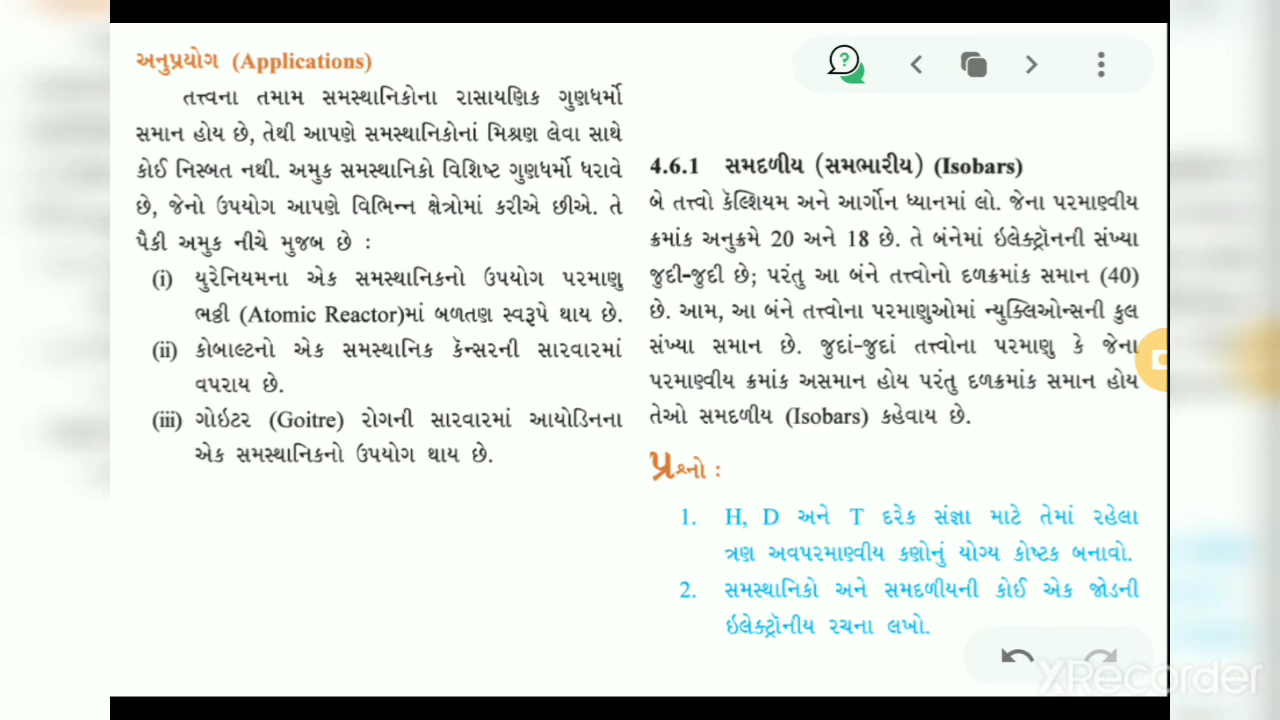 અનુપ્રયોગ (Applications)
તત્ત્વના તમામ સમસ્થાનિકોના રાસાયણિક ગુણધર્મો
સમાન હોય છે, તેથી આપણે સમસ્થાનિકોનાં મિશ્રણ લેવા સાથે
કોઈ નિસ્બત નથી. અમુક સમસ્થાનિકો વિશિષ્ટ ગુણધર્મો ધરાવે
છે, જેનો ઉપયોગ આપણે વિભિન્ન ક્ષેત્રોમાં કરીએ છીએ. તે
પૈકી અમુક નીચે મુજબ છે :
(i) યુરેનિયમના એક સમસ્થાનિકનો ઉપયોગ પરમાણુ
ભઠ્ઠી (Atomic Reactor)માં બળતણ સ્વરૂપે થાય છે.
(ii) કોબાલ્ટનો એક સમસ્થાનિક કૅન્સરની સારવારમાં
વપરાય છે.
(iii) ગોઇટર (Goitre) રોગની સારવારમાં આયોડિનના
એક સમસ્થાનિકનો ઉપયોગ થાય છે.
4.6.1 સમદળીય (સમભારીય) (Isobars)
બે તત્ત્વો કૅલ્શિયમ અને આર્ગોન ધ્યાનમાં લો. જેના પરમાણ્વીય
ક્રમાંક અનુક્રમે 20 અને 18 છે. તે બંનેમાં ઇલેક્ટ્રૉનની સંખ્યા
જુદી-જુદી છે; પરંતુ આ બંને તત્ત્વોનો દળક્રમાંક સમાન (40)
છે. આમ, આ બંને તત્ત્વોના પરમાણુઓમાં ન્યુક્લિઓન્સની કુલ
સંખ્યા સમાન છે. જુદાં-જુદાં તત્ત્વોના પરમાણુ કે જેના
પરમાણ્વીય ક્રમાંક અસમાન હોય પરંતુ દળક્રમાંક સમાન હોય
તેઓ સમદળીય (Isobars) કહેવાય છે.
પ્રશ્નો :
1. H, D અને T દરેક સંજ્ઞા માટે તેમાં રહેલા
ત્રણ અવપરમાણ્વીય કણોનું યોગ્ય કોષ્ટક બનાવો.
2. સમસ્થાનિકો અને સમદળીયની કોઈ એક જોડની
ઇલેક્ટ્રૉનીય રચના લખો.
XRecorder